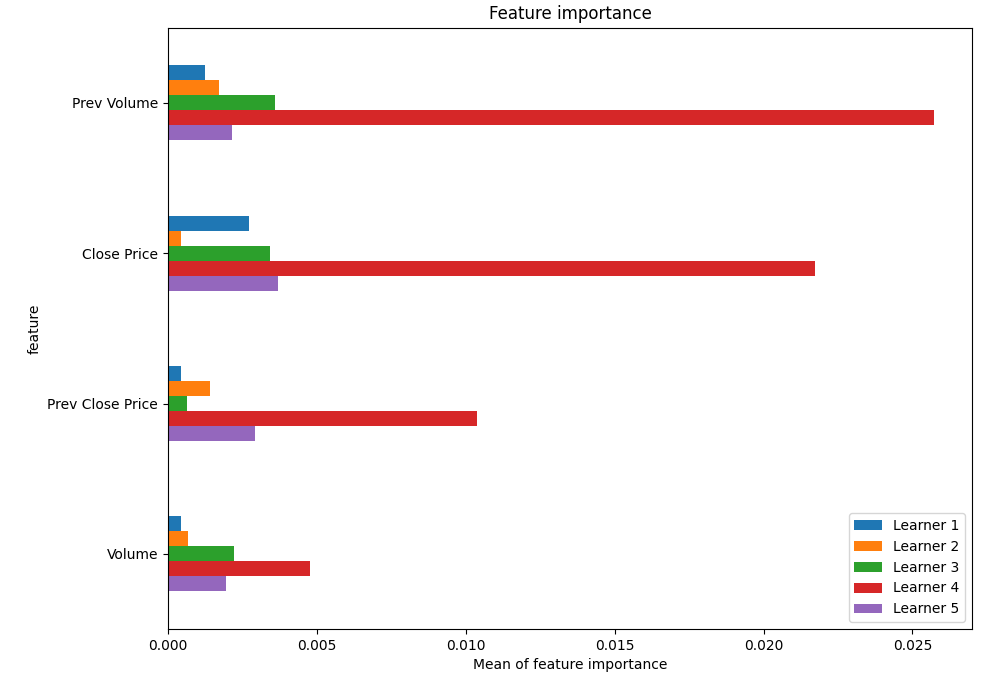 Feature importance
Prev Volume
Close Price
Prev Close Price
Volume
feature
Learner 1
Learner 2
Learner 3
Learner 4
Learner 5
0.000 0.005 0.010 0.015 0.020 0.025
Mean of feature importance